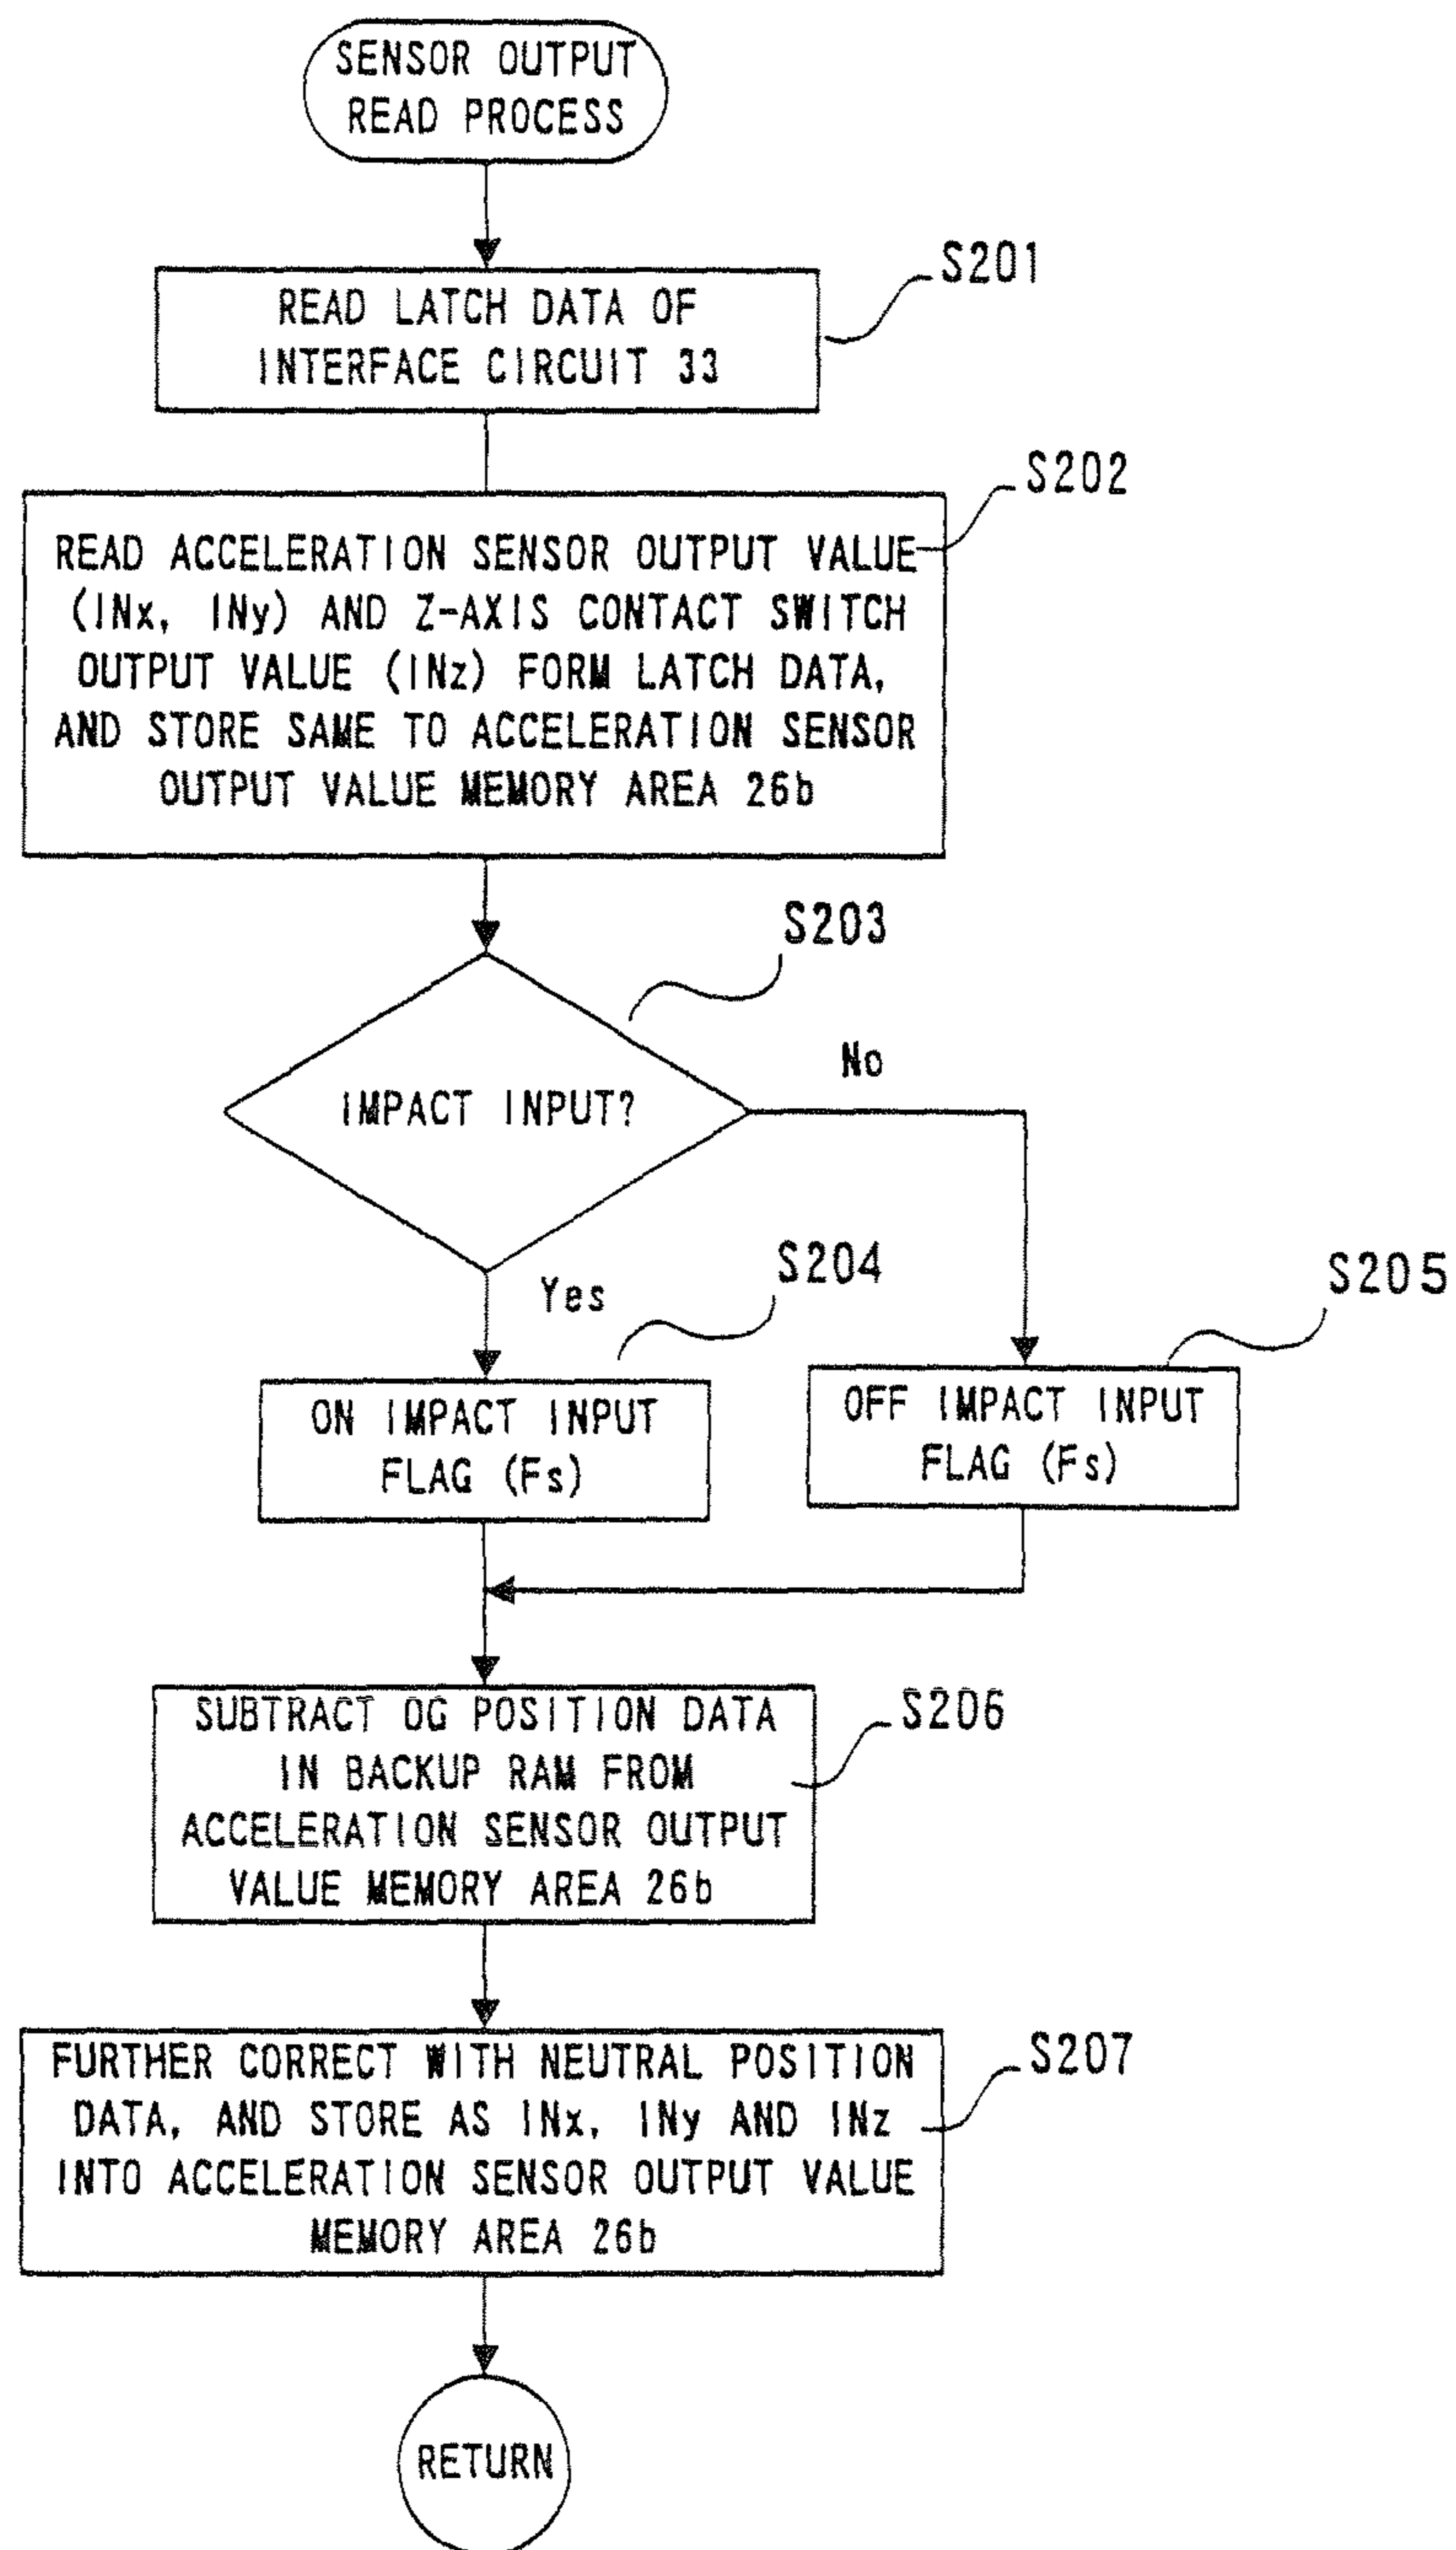 SENSOR OUTPUT
READ PROCESS
S201
READ LATCH DATA OF
INTERFACE CIRCUIT 33
S202
READ ACCELERATION SENSOR OUTPUT VALUE
(INx, INy) AND Z-AXIS CONTACT SWITCH
OUTPUT VALUE (INz) FORM LATCH DATA,
AND STORE SAME TO ACCELERATION SENSOR
OUTPUT VALUE MEMORY AREA 26b
S203
IMPACT INPUT?
No
Yes
S204
ON IMPACT INPUT
FLAG (Fs)
S205
OFF IMPACT INPUT
FLAG (Fs)
S206
SUBTRACT 0G POSITION DATA
IN BACKUP RAM FROM
ACCELERATION SENSOR OUTPUT
VALUE MEMORY AREA 26b
S207
FURTHER CORRECT WITH NEUTRAL POSITION
DATA, AND STORE AS INx, INy AND INz
INTO ACCELERATION SENSOR OUTPUT VALUE
MEMORY AREA 26b
RETURN